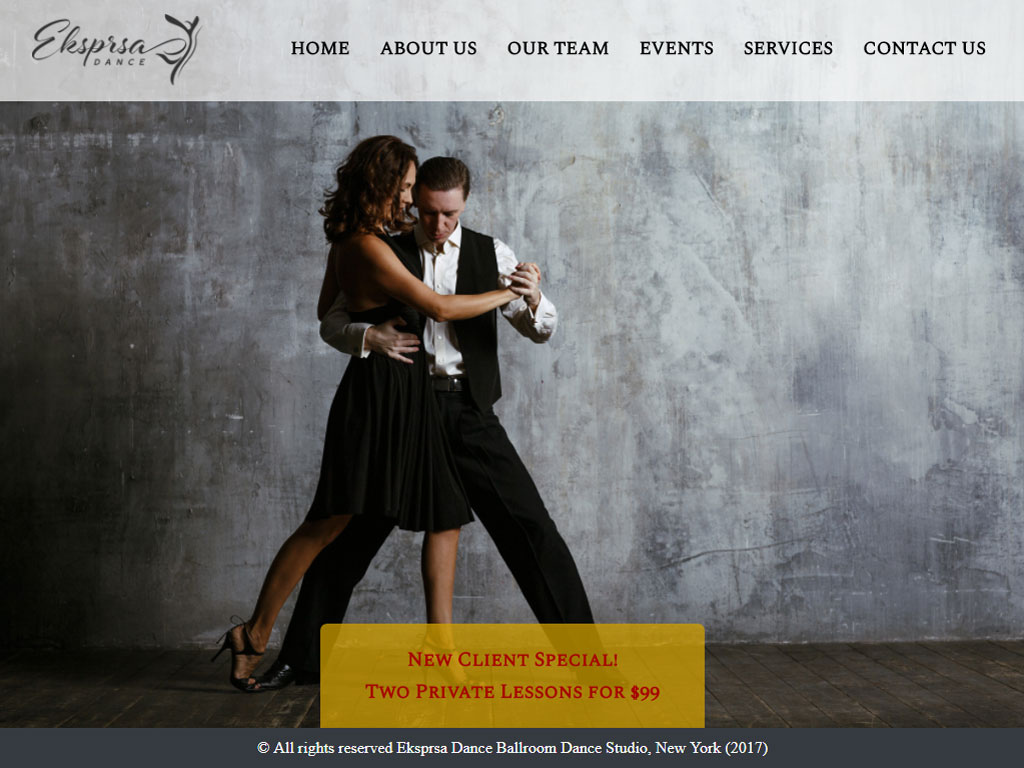 Eksprsa
DANCE
HOME ABOUT US OUR TEAM EVENTS SERVICES CONTACT US
New Client Special!
Two Private Lessons for $99
© All rights reserved Eksprsa Dance Ballroom Dance Studio, New York (2017)